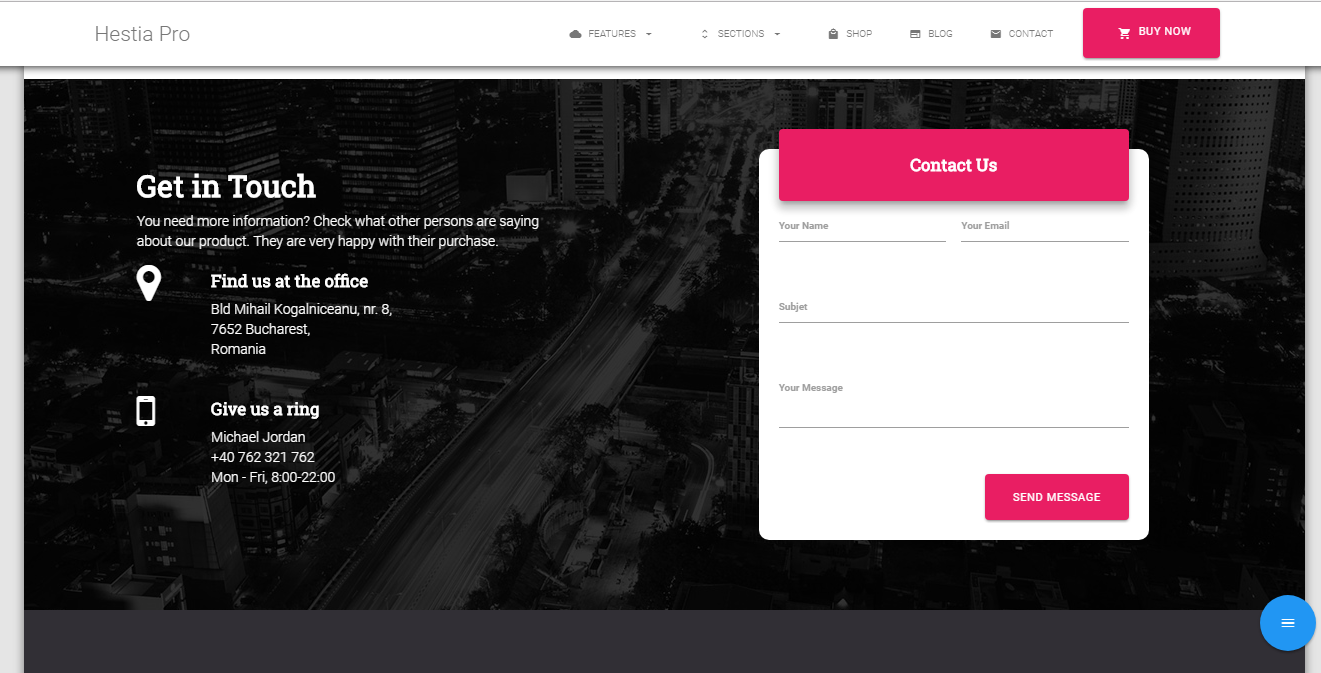 Hestia Pro
FEATURES
SECTIONS
SHOP
BLOG
CONTACT
BUY NOW
Get in Touch
You need more information? Check what other persons are saying
about our product. They are very happy with their purchase.
Find us at the office
Bld Mihail Kogalniceanu, nr. 8,
7652 Bucharest,
Romania
Give us a ring
Michael Jordan
+40 762 321 762
Mon - Fri, 8:00-22:00
Contact Us
Your Name
Your Email
Subjet
Your Message
SEND MESSAGE